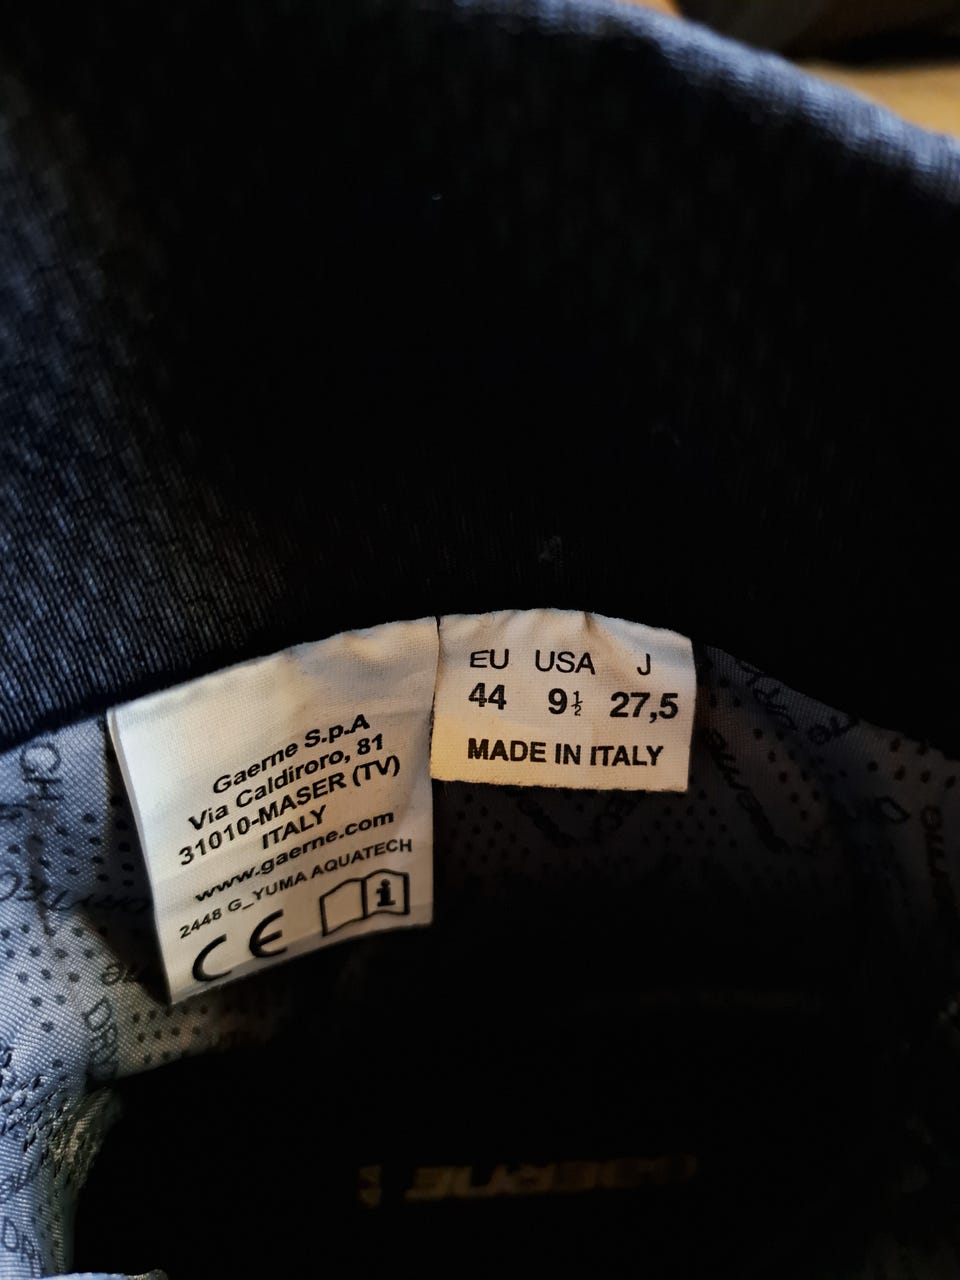 Gaerne S.p.A
Via Caldiroro, 81
31010-MASER (TV)
ITALY
www.gaerne.com
2448 G_YUMA AQUATECH
CE
EU USA J
44 9½ 27,5
MADE IN ITALY